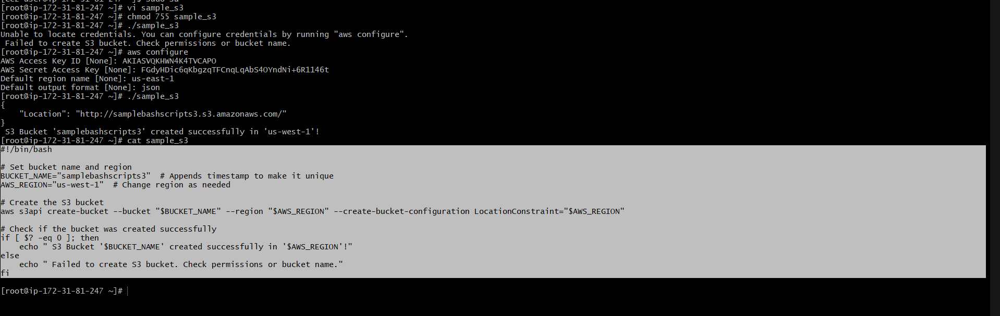 [root@ip-172-31-81-247 ~]# vi sample_s3
[root@ip-172-31-81-247 ~]# chmod 755 sample_s3
[root@ip-172-31-81-247 ~]# ./sample_s3
Unable to locate credentials. You can configure credentials by running "aws configure".
 Failed to create S3 bucket. Check permissions or bucket name.
[root@ip-172-31-81-247 ~]# aws configure
AWS Access Key ID [None]: AKIASVQKHWN4K4TVCAPO
AWS Secret Access Key [None]: FGdyHDic6qKbgzqTFCnqLqAbS4OYndNi+6R1146t
Default region name [None]: us-east-1
Default output format [None]: json
[root@ip-172-31-81-247 ~]# ./sample_s3
{
    "Location": "http://samplebashscripts3.s3.amazonaws.com/"
}
 S3 Bucket 'samplebashscripts3' created successfully in 'us-west-1'!
[root@ip-172-31-81-247 ~]# cat sample_s3
#!/bin/bash

# Set bucket name and region
BUCKET_NAME="samplebashscripts3"  # Appends timestamp to make it unique
AWS_REGION="us-west-1"  # Change region as needed

# Create the S3 bucket
aws s3api create-bucket --bucket "$BUCKET_NAME" --region "$AWS_REGION" --create-bucket-configuration LocationConstraint="$AWS_REGION"

# Check if the bucket was created successfully
if [ $? -eq 0 ]; then
    echo " S3 Bucket '$BUCKET_NAME' created successfully in '$AWS_REGION'!"
else
    echo " Failed to create S3 bucket. Check permissions or bucket name."
fi

[root@ip-172-31-81-247 ~]#